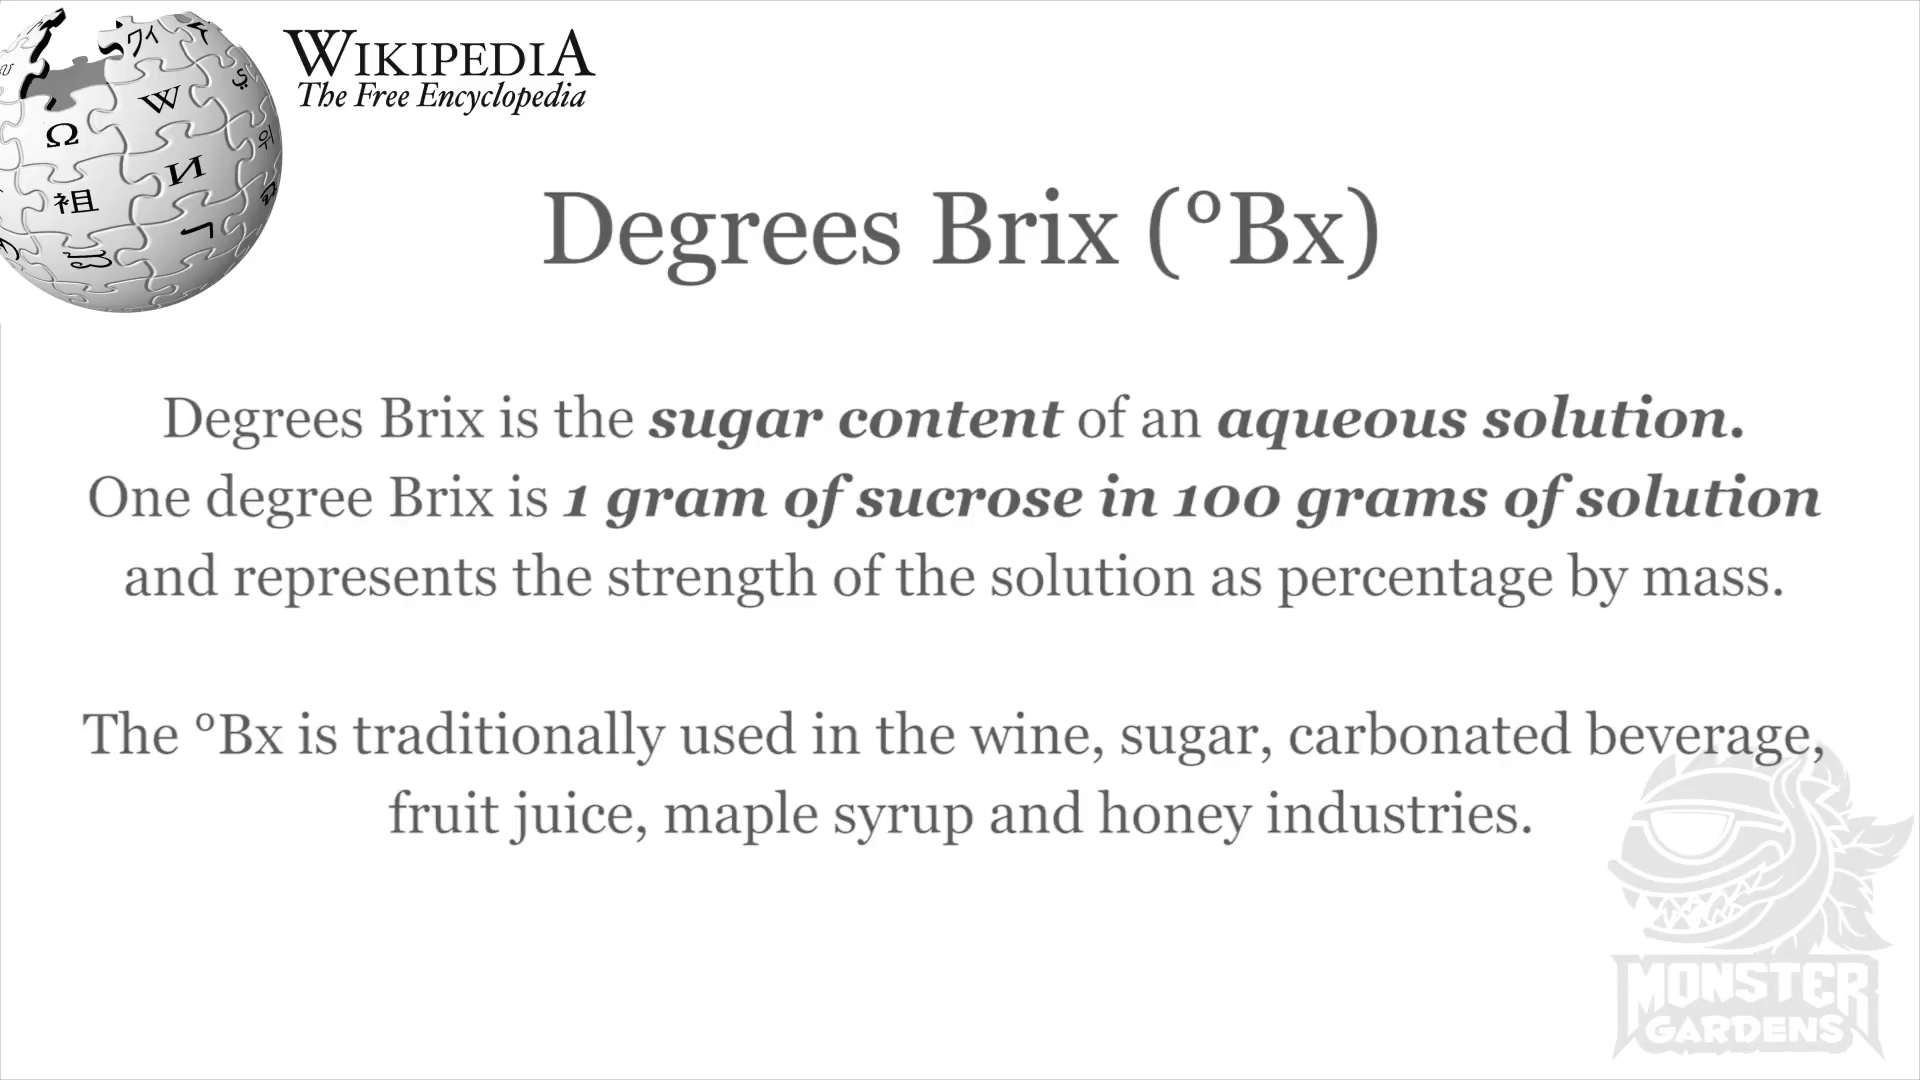 WIKIPEDIA
The Free Encyclopedia
Ω
W
И
祖
위
Degrees Brix (°Bx)
Degrees Brix is the sugar content of an aqueous solution.
One degree Brix is 1 gram of sucrose in 100 grams of solution
and represents the strength of the solution as percentage by mass.
The °Bx is traditionally used in the wine, sugar, carbonated beverage,
fruit juice, maple syrup and honey industries.
MONSTER
GARDENS